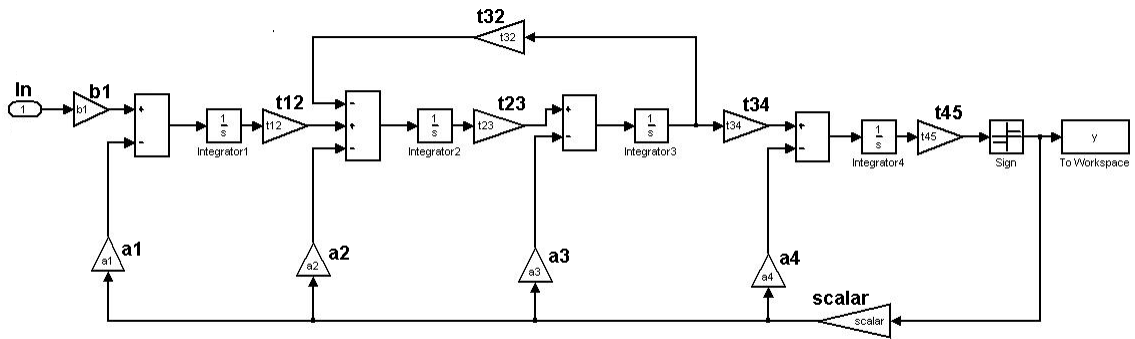 t32
t32
In
b1
t12
t23
t34
t45
1
b1
+
-
1
s
t12
-
+
-
1
s
t23
+
-
1
s
t34
+
-
1
s
t45
y
Integrator1
Integrator2
Integrator3
Integrator4
Sign
To Workspace
a1
a1
a2
a2
a3
a3
a4
a4
scalar
scalar